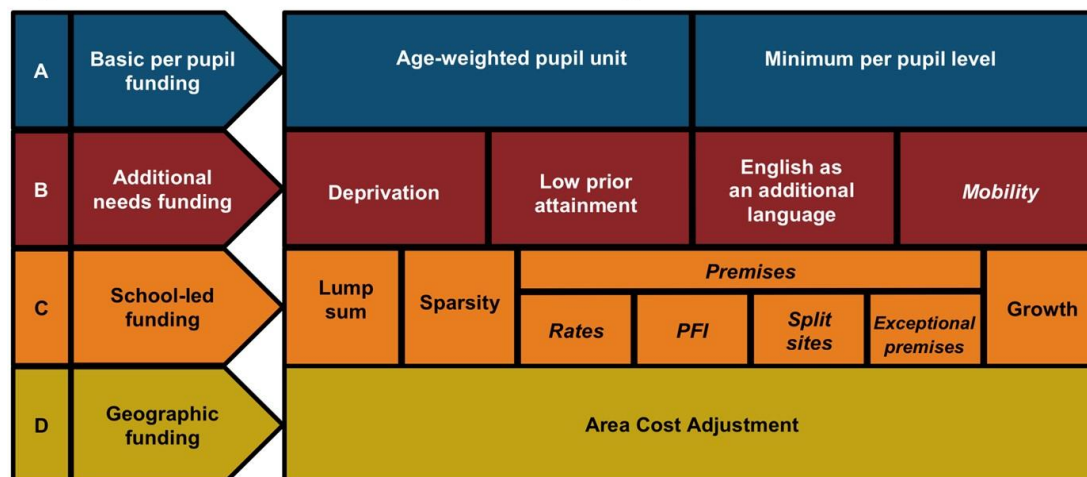 A
Basic per pupil
funding
Age-weighted pupil unit
Minimum per pupil level
B
Additional
needs funding
Deprivation
Low prior
attainment
English as
an additional
language
Mobility
C
School-led
funding
Lump
sum
Sparsity
Premises
Rates
PFI
Split
sites
Exceptional
premises
Growth
D
Geographic
funding
Area Cost Adjustment